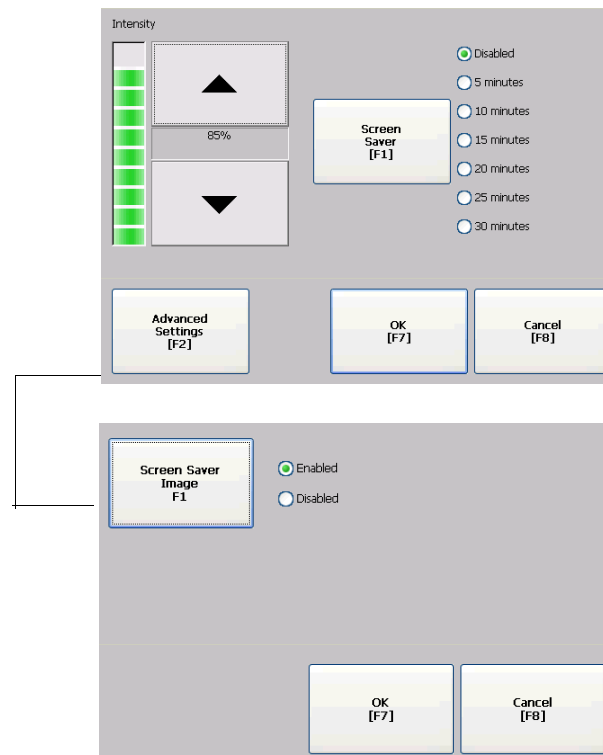 Intensity
85%
Screen
Saver
[F1]
Disabled
5 minutes
10 minutes
15 minutes
20 minutes
25 minutes
30 minutes
Advanced
Settings
[F2]
OK
[F7]
Cancel
[F8]
Screen Saver
Image
F1
Enabled
Disabled
OK
[F7]
Cancel
[F8]